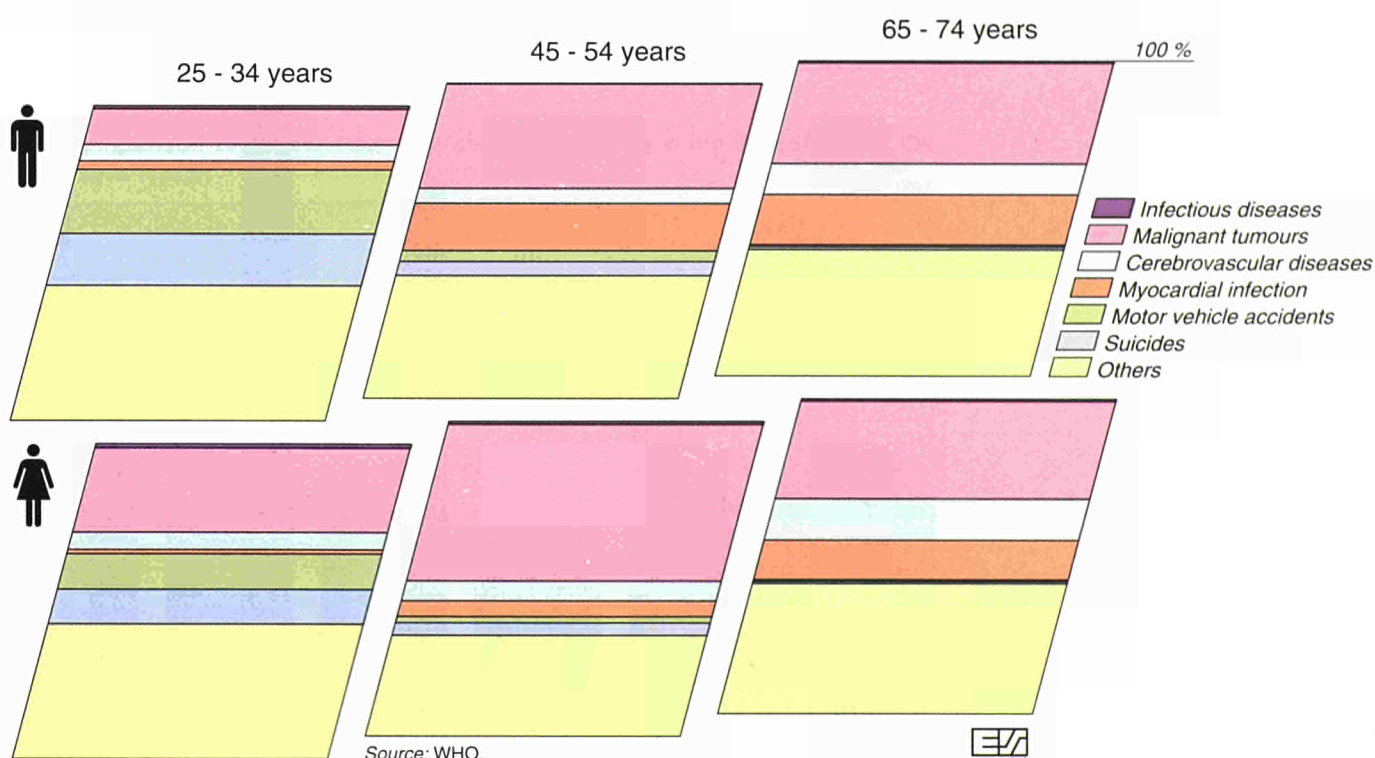 65 - 74 years
45 - 54 years
100 %
25 - 34 years
Infectious diseases
Malignant tumours
Cerebrovascular diseases
Myocardial infection
Motor vehicle accidents
Suicides
Others
Source: WHO.